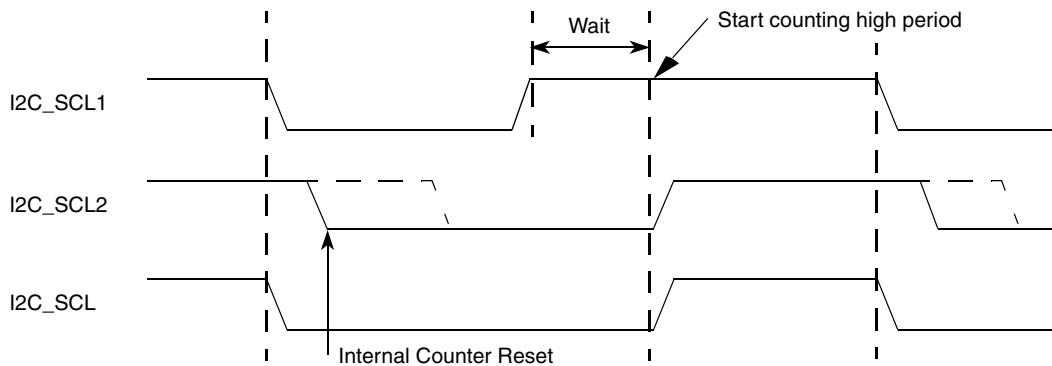 Wait
Start counting high period
I2C_SCL1
I2C_SCL2
I2C_SCL
Internal Counter Reset